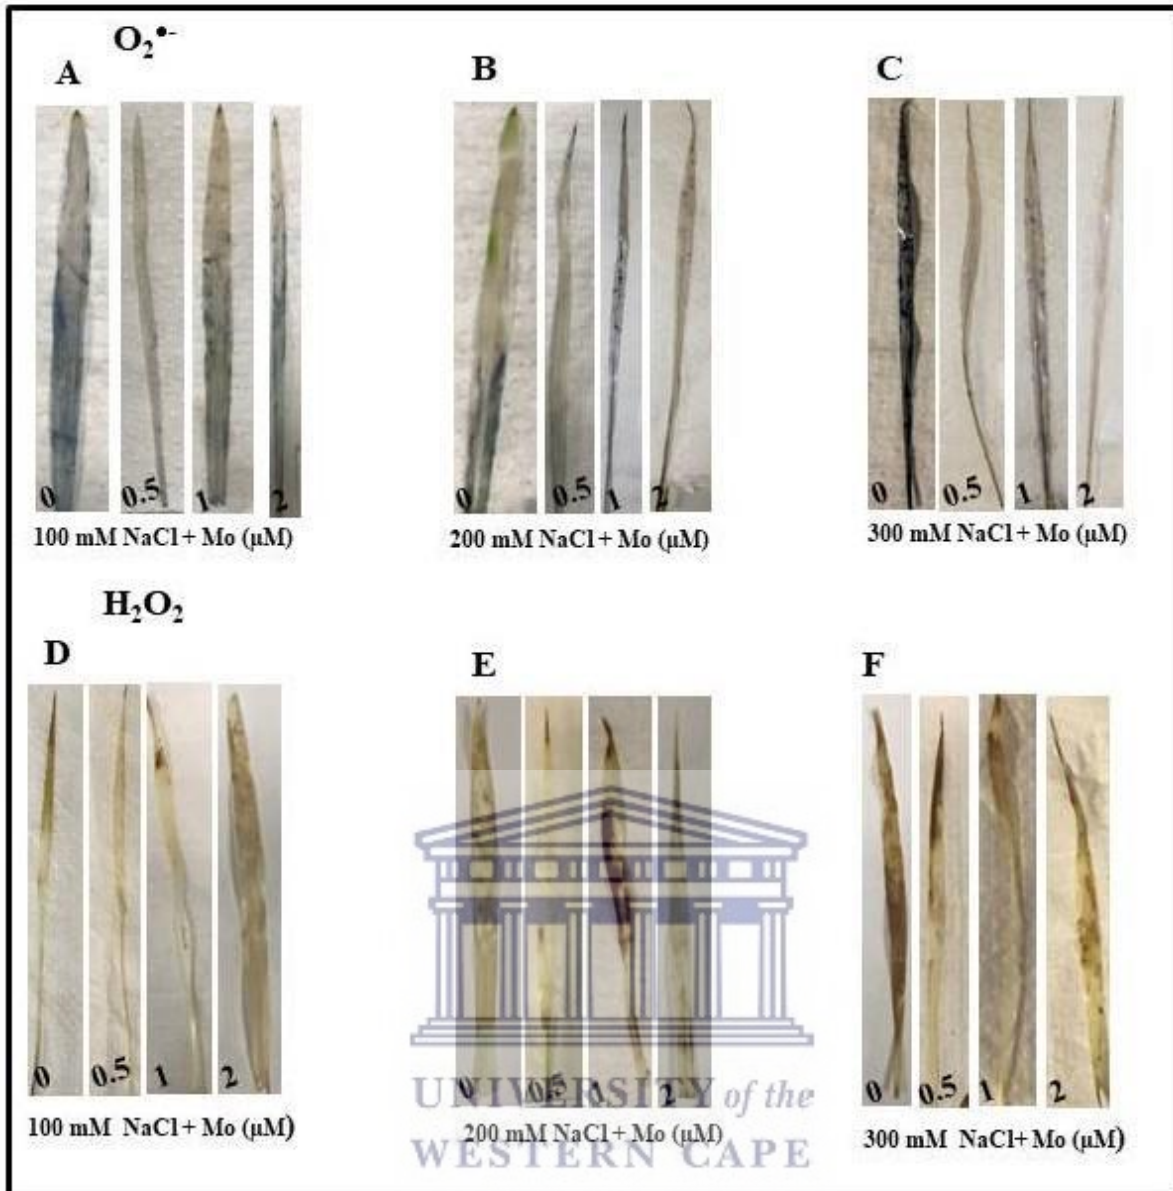 O₂•-
A B C
0 0.5 1 2 0 0.5 1 2 0 0.5 1 2
100 mM NaCl + Mo (µM) 200 mM NaCl + Mo (µM) 300 mM NaCl + Mo (µM)
H₂O₂
D E F
0 0.5 1 2 0 0.5 1 2 0 0.5 1 2
100 mM NaCl + Mo (µM) 200 mM NaCl + Mo (µM) 300 mM NaCl+ Mo (µM)
UNIVERSITY of the
WESTERN CAPE